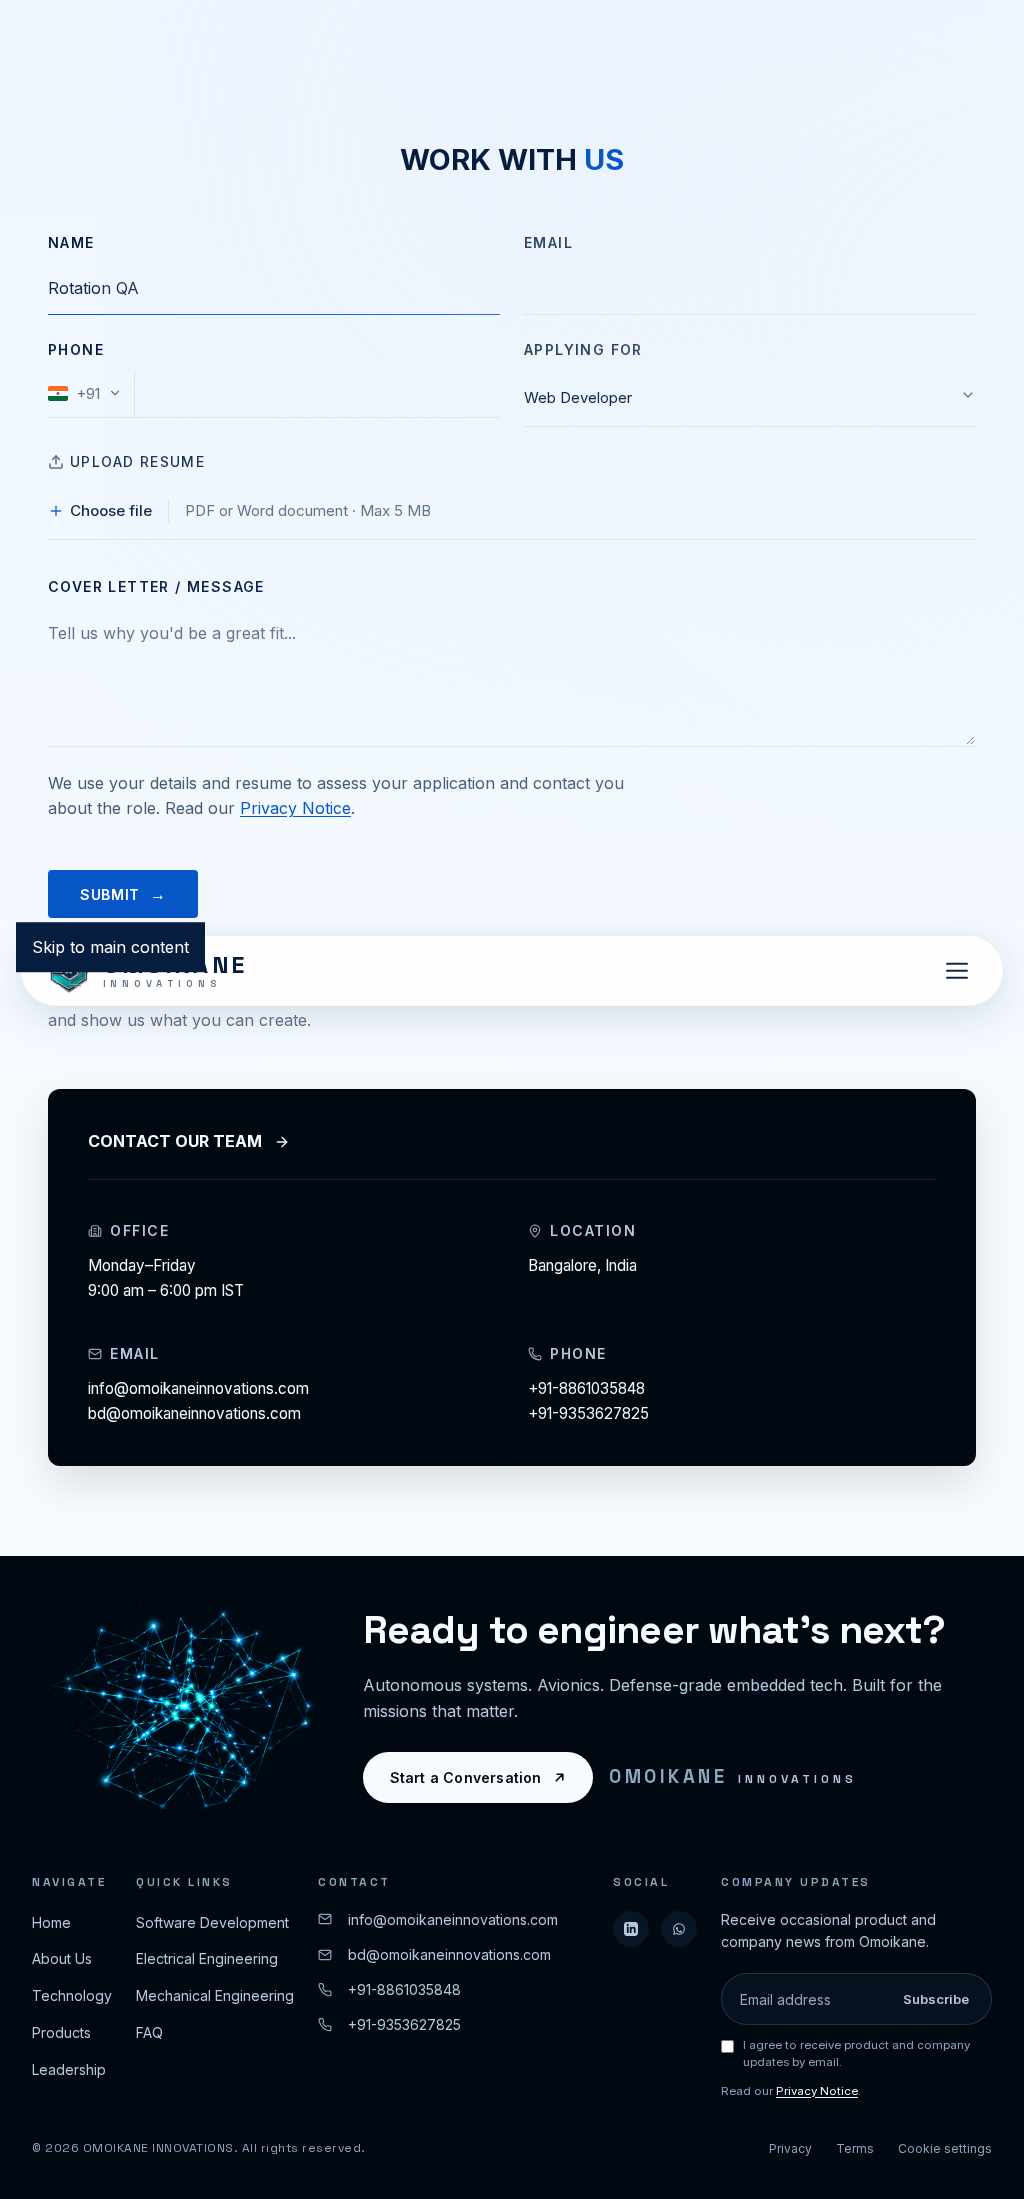 WORK WITH US
NAME
EMAIL
Rotation QA
PHONE
APPLYING FOR
+91
Web Developer
UPLOAD RESUME
+ Choose file
PDF or Word document · Max 5 MB
COVER LETTER / MESSAGE
Tell us why you'd be a great fit...
We use your details and resume to assess your application and contact you
about the role. Read our Privacy Notice.
SUBMIT →
Skip to main content
INNOVATIONS
and show us what you can create.
CONTACT OUR TEAM →
OFFICE
Monday–Friday
9:00 am – 6:00 pm IST
LOCATION
Bangalore, India
EMAIL
info@omoikaneinnovations.com
bd@omoikaneinnovations.com
PHONE
+91-8861035848
+91-9353627825
Ready to engineer what’s next?
Autonomous systems. Avionics. Defense-grade embedded tech. Built for the
missions that matter.
Start a Conversation ↗
OMOIKANE INNOVATIONS
NAVIGATE
Home
About Us
Technology
Products
Leadership
QUICK LINKS
Software Development
Electrical Engineering
Mechanical Engineering
FAQ
CONTACT
info@omoikaneinnovations.com
bd@omoikaneinnovations.com
+91-8861035848
+91-9353627825
SOCIAL
in
COMPANY UPDATES
Receive occasional product and
company news from Omoikane.
Email address
Subscribe
I agree to receive product and company
updates by email.
Read our Privacy Notice.
© 2026 OMOIKANE INNOVATIONS. All rights reserved.
Privacy
Terms
Cookie settings